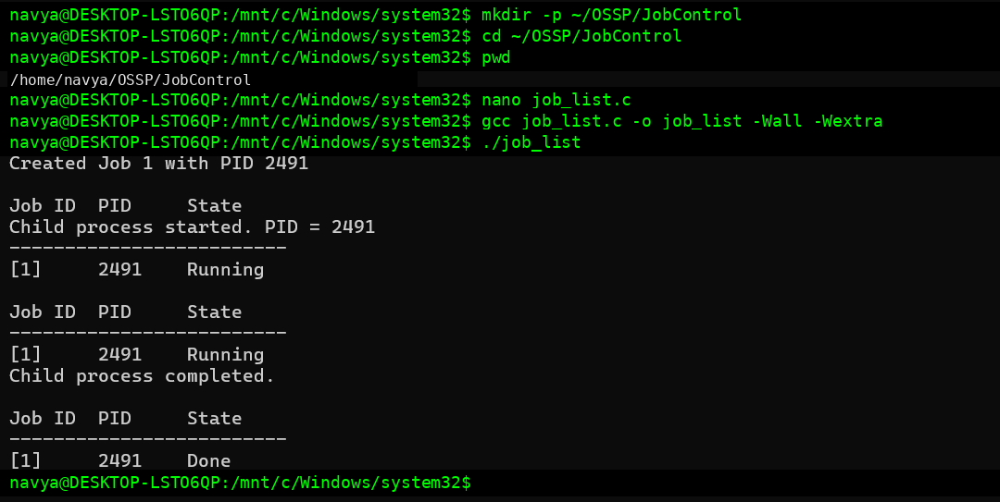 navya@DESKTOP-LSTO6QP:/mnt/c/Windows/system32$ mkdir -p ~/OSSP/JobControl
navya@DESKTOP-LSTO6QP:/mnt/c/Windows/system32$ cd ~/OSSP/JobControl
navya@DESKTOP-LSTO6QP:/mnt/c/Windows/system32$ pwd
/home/navya/OSSP/JobControl
navya@DESKTOP-LSTO6QP:/mnt/c/Windows/system32$ nano job_list.c
navya@DESKTOP-LSTO6QP:/mnt/c/Windows/system32$ gcc job_list.c -o job_list -Wall -Wextra
navya@DESKTOP-LSTO6QP:/mnt/c/Windows/system32$ ./job_list
Created Job 1 with PID 2491
Job ID  PID     State
Child process started. PID = 2491
-------------------------
[1]     2491    Running
Job ID  PID     State
-------------------------
[1]     2491    Running
Child process completed.
Job ID  PID     State
-------------------------
[1]     2491    Done
navya@DESKTOP-LSTO6QP:/mnt/c/Windows/system32$